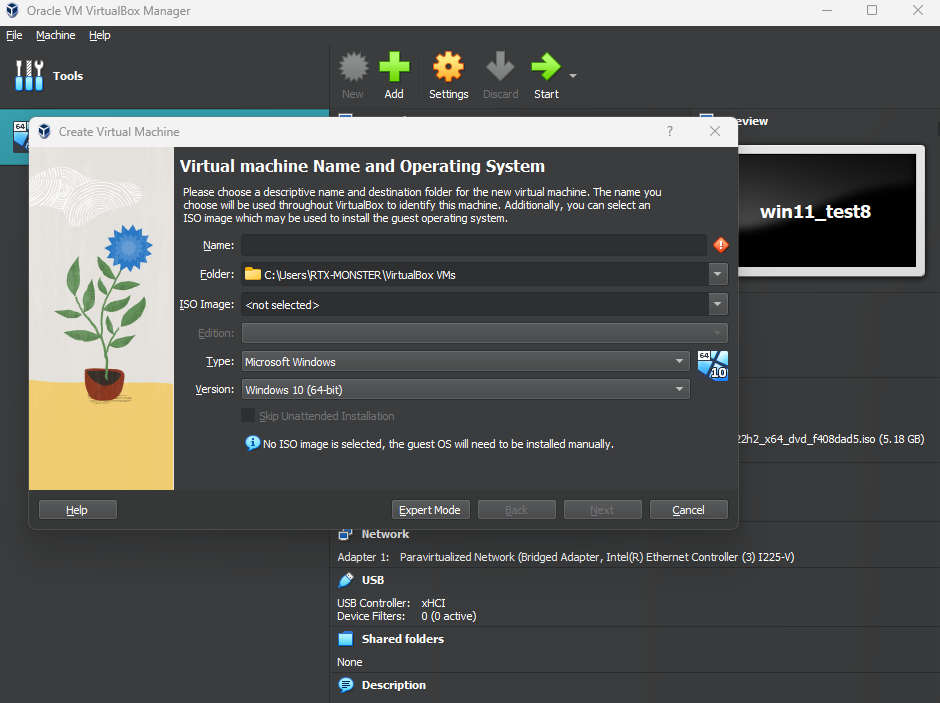 Oracle VM VirtualBox Manager
File Machine Help
Tools
New Add Settings Discard Start
64
Create Virtual Machine ?
Virtual machine Name and Operating System
Please choose a descriptive name and destination folder for the new virtual machine. The name you
choose will be used throughout VirtualBox to identify this machine. Additionally, you can select an
ISO image which may be used to install the guest operating system.
Name:
Folder: C:\Users\RTX-MONSTER\VirtualBox VMs
ISO Image: <not selected>
Edition:
Type: Microsoft Windows
64
10
Version: Windows 10 (64-bit)
Skip Unattended Installation
No ISO image is selected, the guest OS will need to be installed manually.
Help Expert Mode Back Next Cancel
eview
win11_test8
22h2_x64_dvd_f408dad5.iso (5.18 GB)
Network
Adapter 1: Paravirtualized Network (Bridged Adapter, Intel(R) Ethernet Controller (3) I225-V)
USB
USB Controller: xHCI
Device Filters: 0 (0 active)
Shared folders
None
Description